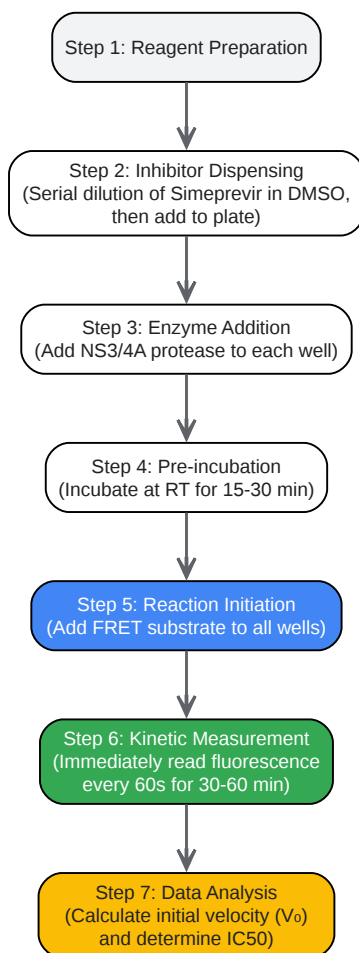 Step 1: Reagent Preparation
Step 2: Inhibitor Dispensing
(Serial dilution of Simeprevir in DMSO,
then add to plate)
Step 3: Enzyme Addition
(Add NS3/4A protease to each well)
Step 4: Pre-incubation
(Incubate at RT for 15-30 min)
Step 5: Reaction Initiation
(Add FRET substrate to all wells)
Step 6: Kinetic Measurement
(Immediately read fluorescence
every 60s for 30-60 min)
Step 7: Data Analysis
(Calculate initial velocity (V₀)
and determine IC50)